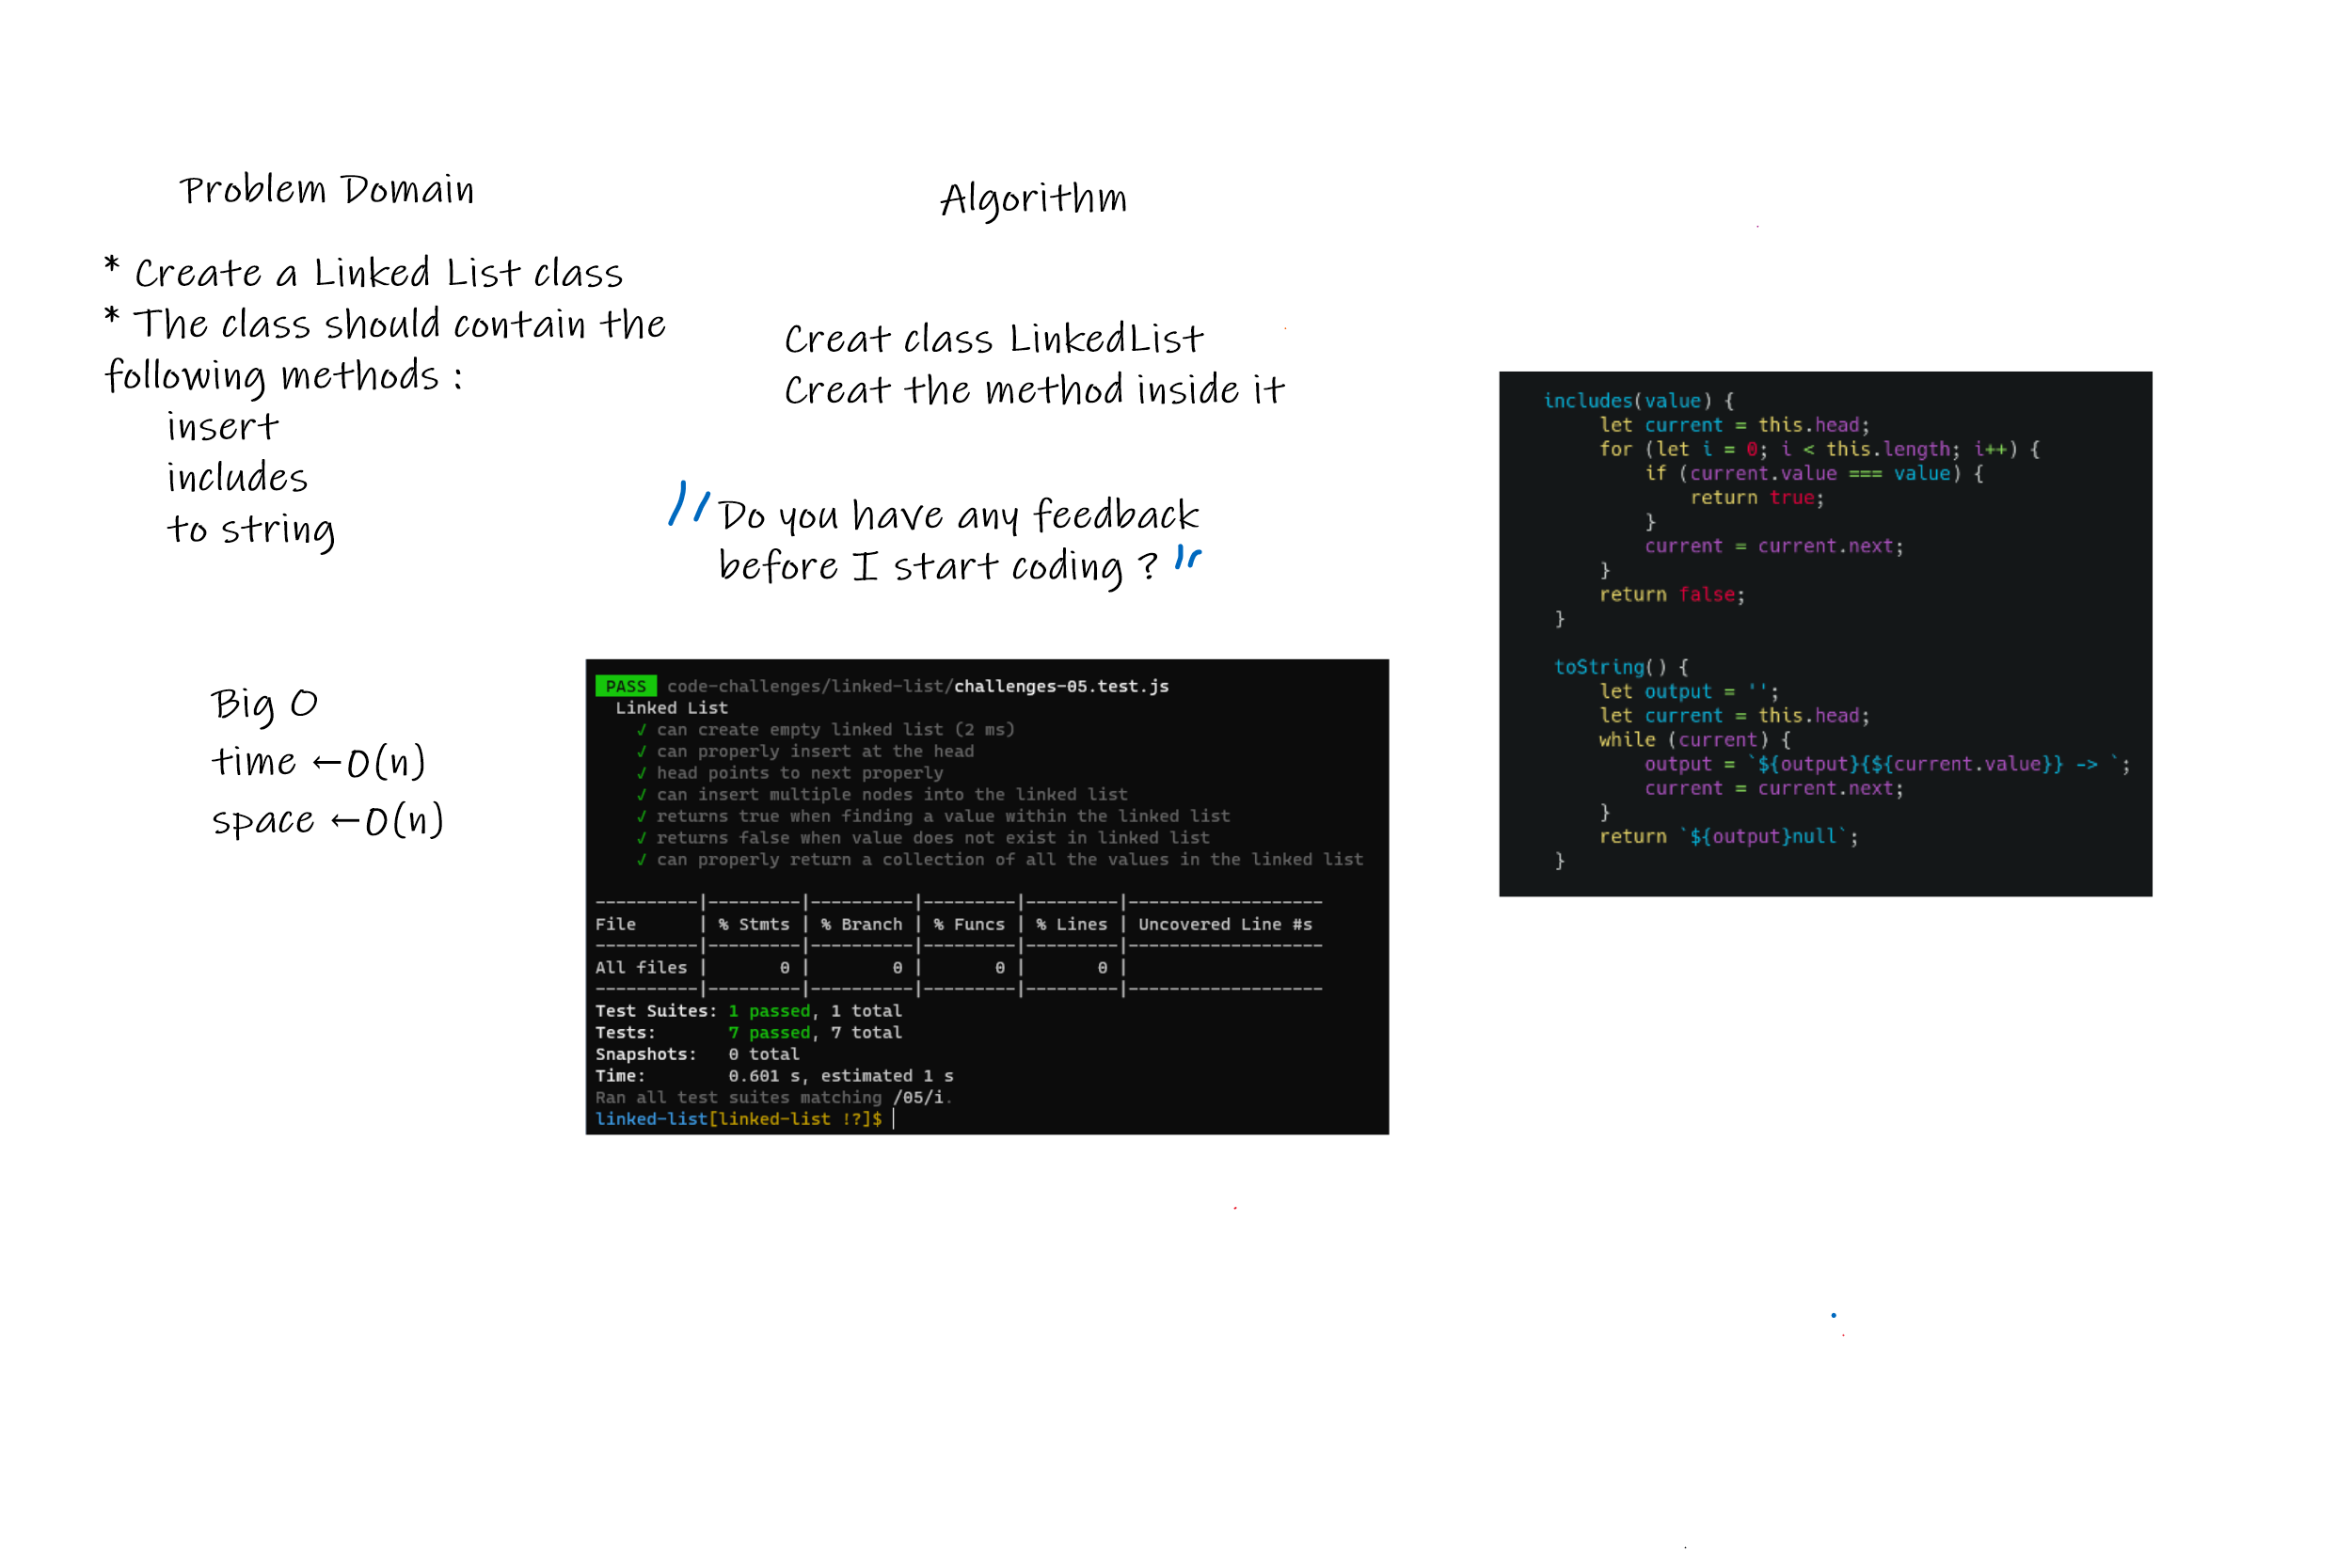 Problem Domain
* Create a Linked List class
* The class should contain the
following methods :
insert
includes
to string
Big O
time ←O(n)
space ←O(n)
Algorithm
Creat class LinkedList
Creat the method inside it
" Do you have any feedback
before I start coding ? "
PASS code-challenges/linked-list/challenges-05.test.js
Linked List
✓ can create empty linked list (2 ms)
✓ can properly insert at the head
✓ head points to next properly
✓ can insert multiple nodes into the linked list
✓ returns true when finding a value within the linked list
✓ returns false when value does not exist in linked list
✓ can properly return a collection of all the values in the linked list
----------|---------|----------|---------|---------|-------------------
File      | % Stmts | % Branch | % Funcs | % Lines | Uncovered Line #s
----------|---------|----------|---------|---------|-------------------
All files |       0 |        0 |       0 |       0 |
----------|---------|----------|---------|---------|-------------------
Test Suites: 1 passed, 1 total
Tests:       7 passed, 7 total
Snapshots:   0 total
Time:        0.601 s, estimated 1 s
Ran all test suites matching /05/i.
linked-list[linked-list !?]$
includes(value) {
let current = this.head;
for (let i = 0; i < this.length; i++) {
if (current.value === value) {
return true;
}
current = current.next;
}
return false;
}
toString() {
let output = '';
let current = this.head;
while (current) {
output = `${output}{${current.value}} -> `;
current = current.next;
}
return `${output}null`;
}